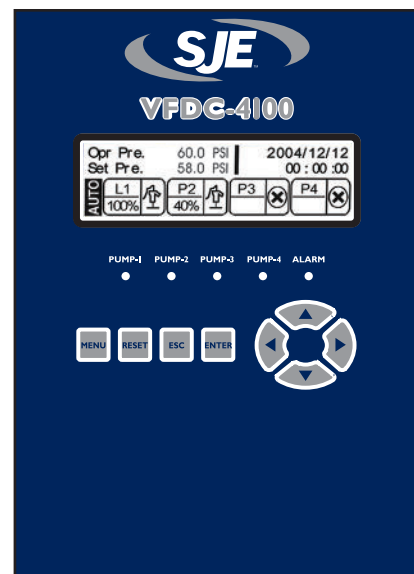 SJE
VFDC-4100
Opr Pre. 60.0 PSI 2004/12/12
Set Pre. 58.0 PSI 00 : 00 :00
AUTO L1 P2 P3 P4
100% 40%
PUMP-1 PUMP-2 PUMP-3 PUMP-4 ALARM
MENU RESET ESC ENTER